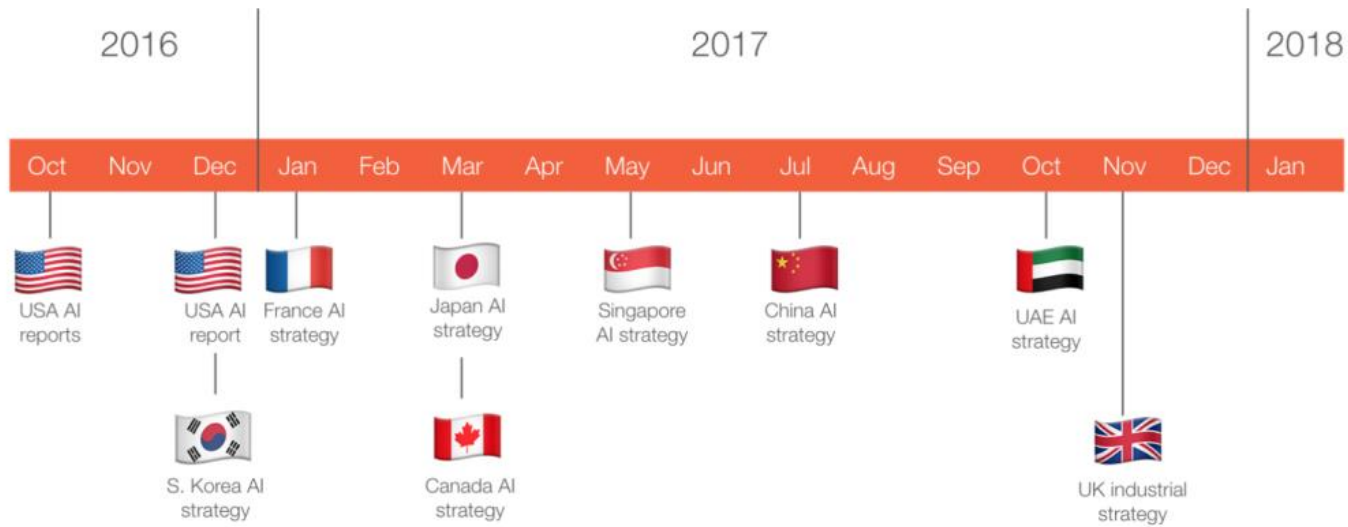 2016
2017
2018
Oct Nov Dec Jan Feb Mar Apr May Jun Jul Aug Sep Oct Nov Dec Jan
USA AI
reports
USA AI
report
France AI
strategy
Japan AI
strategy
Singapore
AI strategy
China AI
strategy
UAE AI
strategy
S. Korea AI
strategy
Canada AI
strategy
UK industrial
strategy